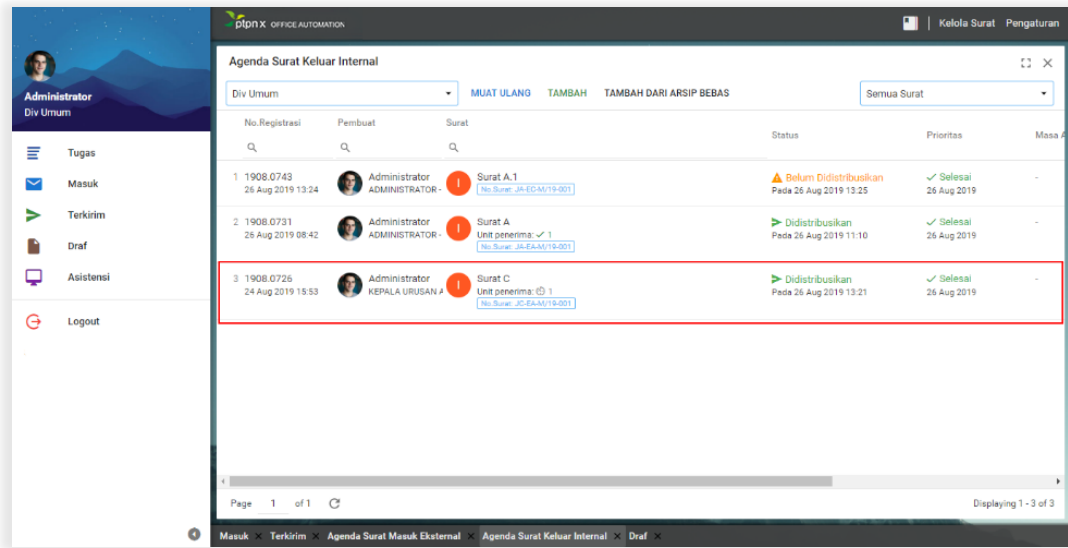 ptpn x OFFICE AUTOMATION
Kelola Surat Pengaturan
Administrator
Div Umum
Tugas
Masuk
Terkirim
Draf
Asistensi
Logout
Agenda Surat Keluar Internal
Div Umum MUAT ULANG TAMBAH TAMBAH DARI ARSIP BEBAS Semua Surat
No.Registrasi Pembuat Surat Status Prioritas Masa
1 1908.0743 Administrator I Surat A.1 Belum Didistribusikan Selesai -
26 Aug 2019 13:24 ADMINISTRATOR - No.Surat: JA-EC-M/19-001 Pada 26 Aug 2019 13:25 26 Aug 2019
2 1908.0731 Administrator I Surat A Didistribusikan Selesai -
26 Aug 2019 08:42 ADMINISTRATOR - Unit penerima: ✓ 1 Pada 26 Aug 2019 11:10 26 Aug 2019
No.Surat: JA-EA-M/19-001
3 1908.0726 Administrator I Surat C Didistribusikan Selesai -
24 Aug 2019 15:53 KEPALA URUSAN Unit penerima: 1 Pada 26 Aug 2019 13:21 26 Aug 2019
No.Surat: JC-EA-M/19-001
Page 1 of 1 Displaying 1 - 3 of 3
Masuk × Terkirim × Agenda Surat Masuk Eksternal × Agenda Surat Keluar Internal × Draf ×